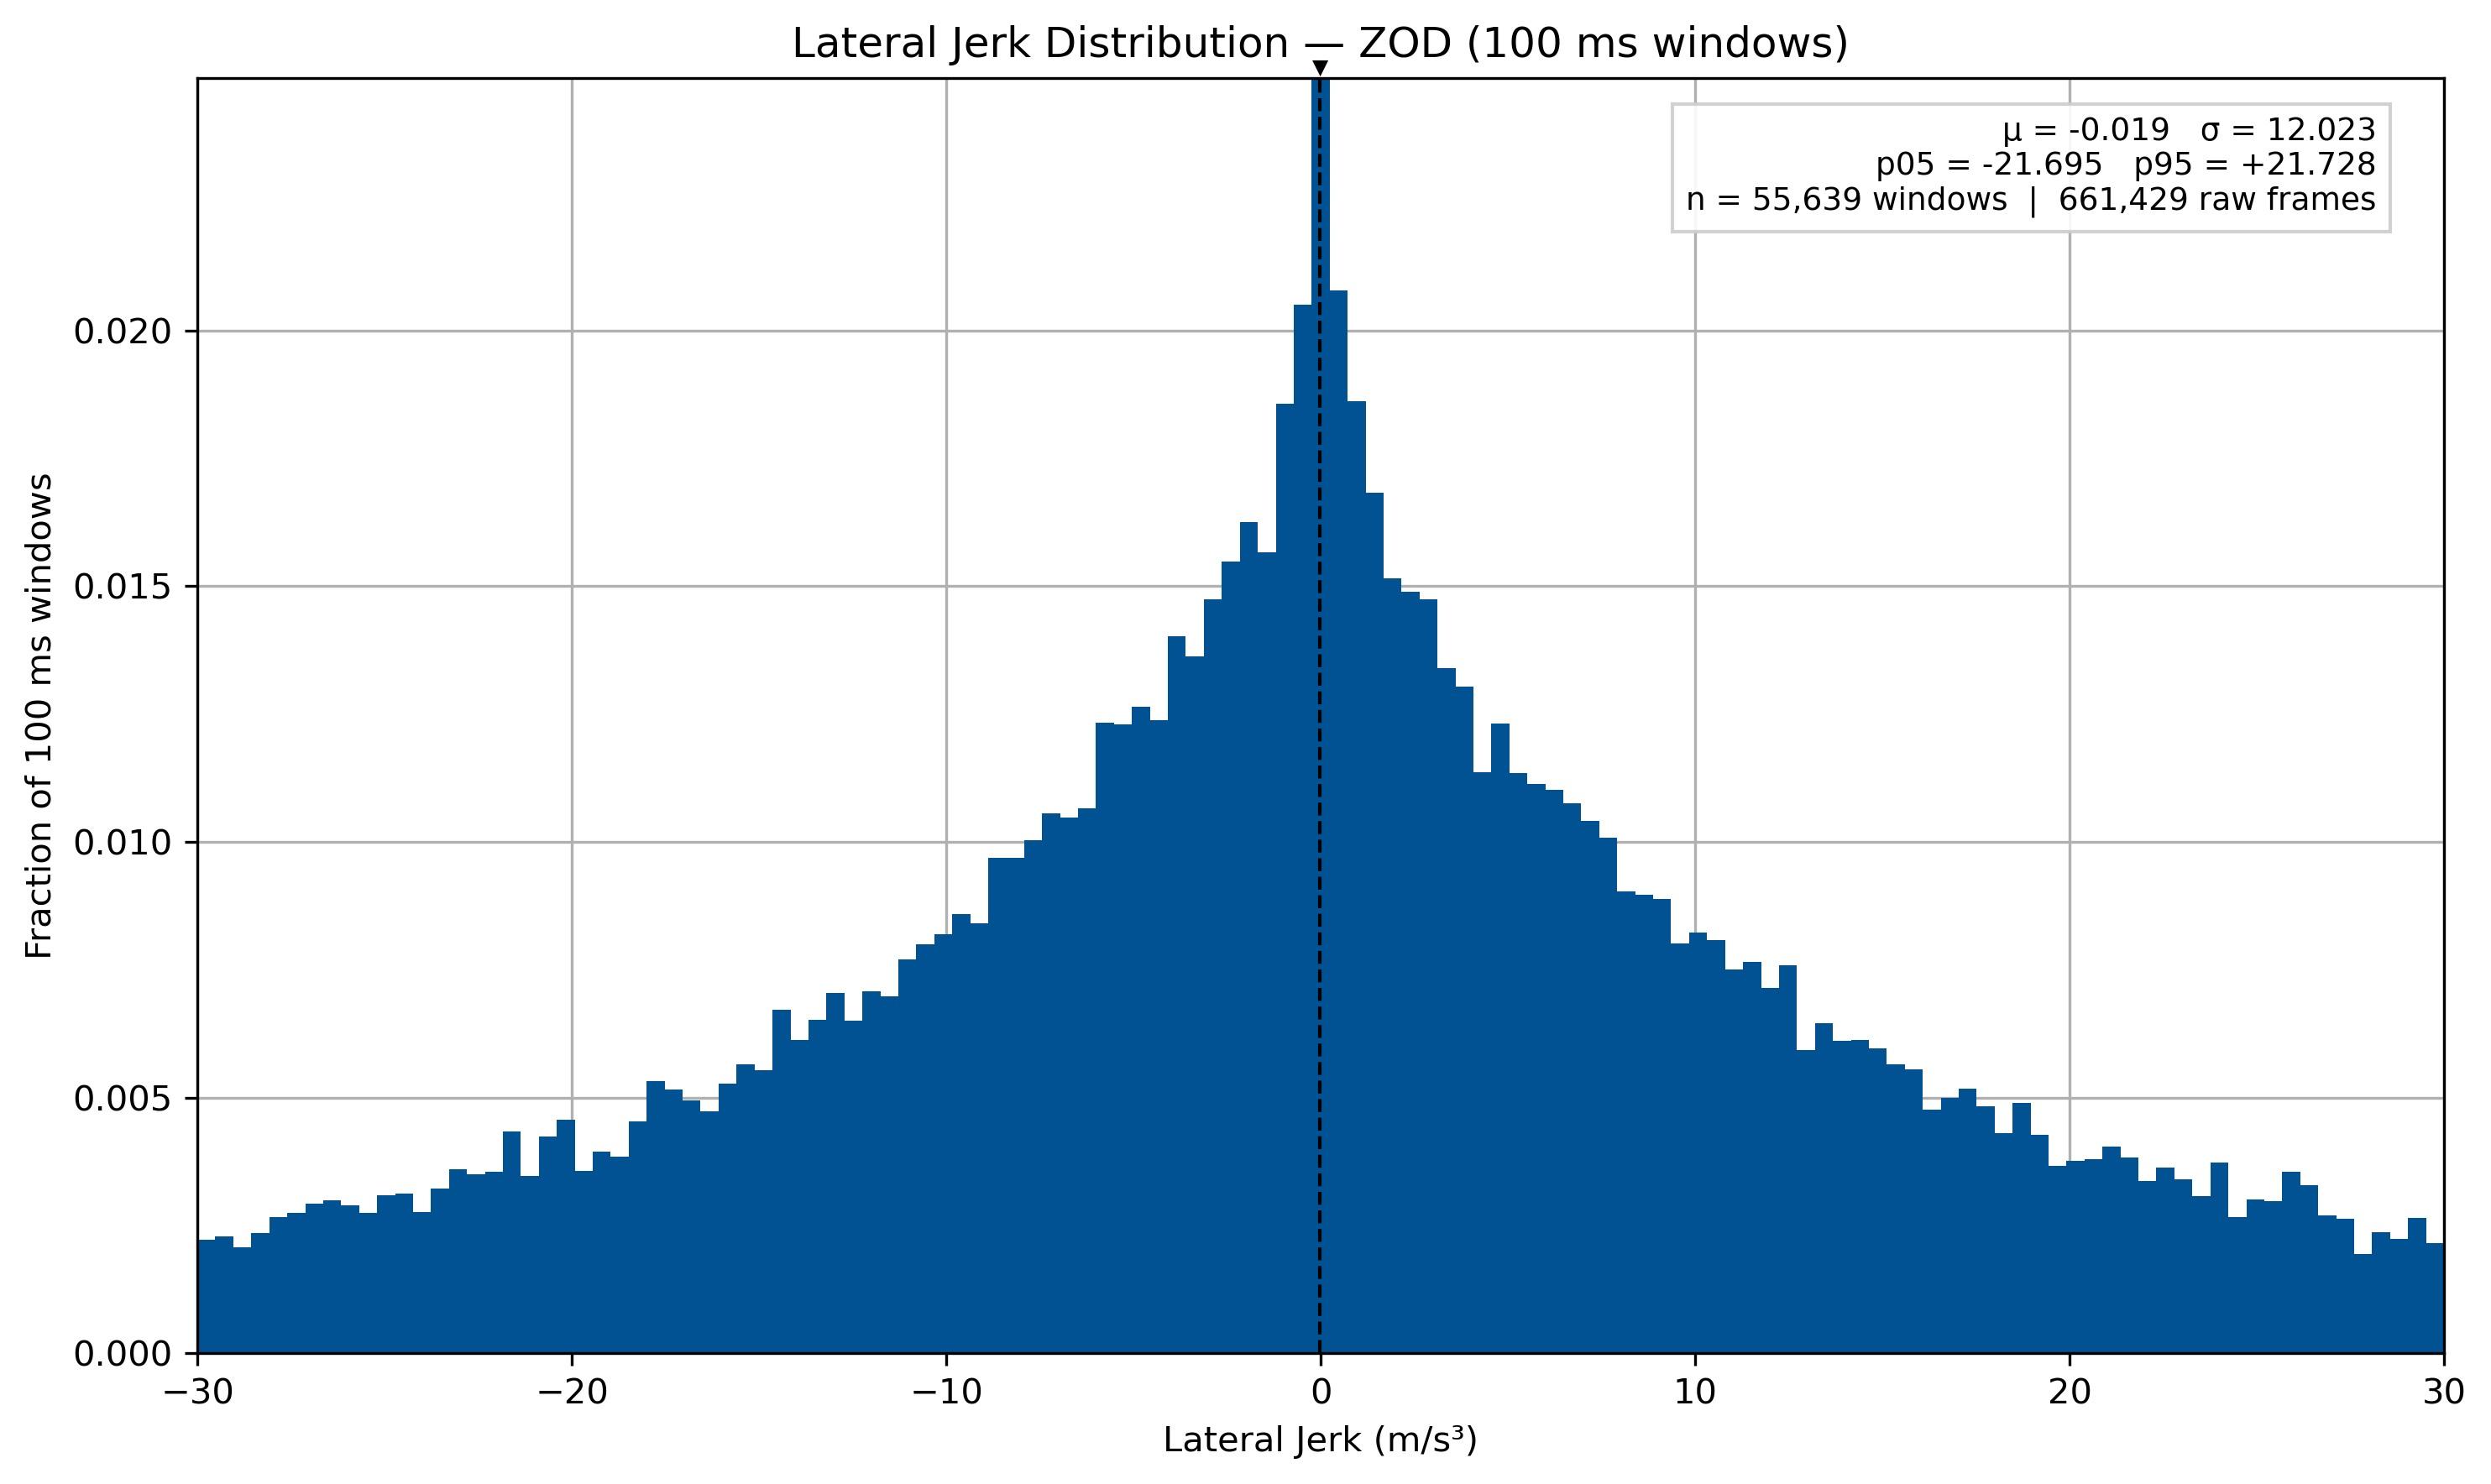 Lateral Jerk Distribution — ZOD (100 ms windows)
μ = -0.019   σ = 12.023
p05 = -21.695   p95 = +21.728
n = 55,639 windows  |  661,429 raw frames
Fraction of 100 ms windows
0.020
0.015
0.010
0.005
0.000
−30 −20 −10 0 10 20 30
Lateral Jerk (m/s³)